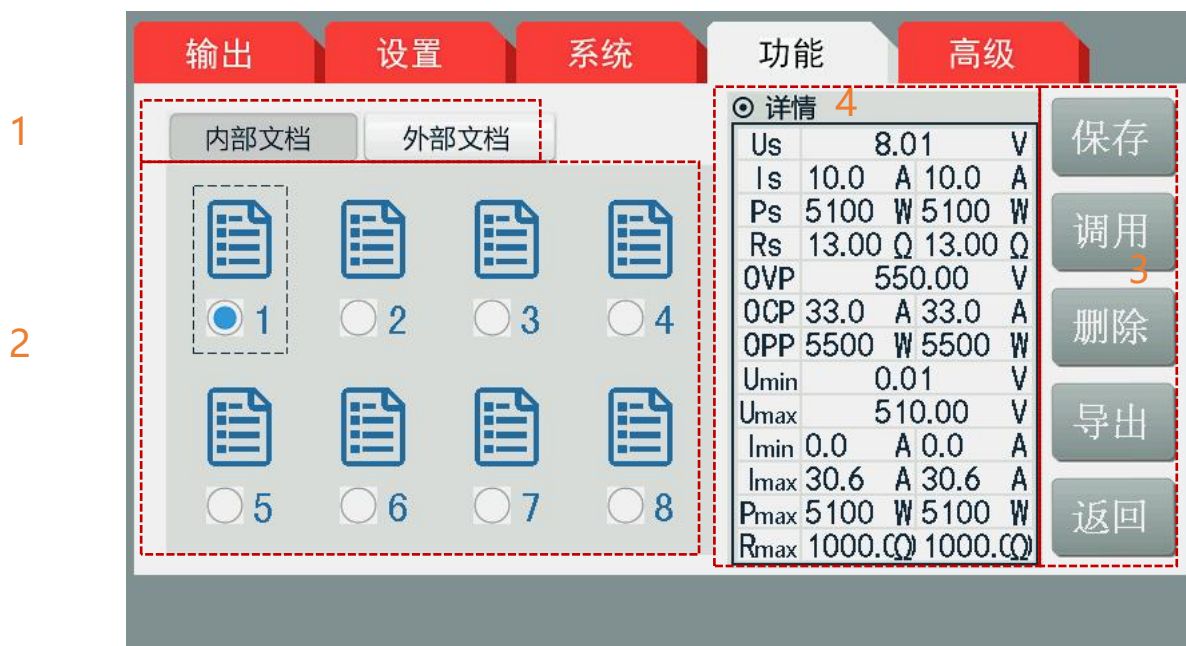 输出 设置 系统 功能 高级
1 内部文档 外部文档
2
1 2 3 4
5 6 7 8
详情 4
Us 8.01 V
Is 10.0 A 10.0 A
Ps 5100 W 5100 W
Rs 13.00 Ω 13.00 Ω
OVP 550.00 V
OCP 33.0 A 33.0 A
OPP 5500 W 5500 W
Umin 0.01 V
Umax 510.00 V
Imin 0.0 A 0.0 A
Imax 30.6 A 30.6 A
Pmax 5100 W 5100 W
Rmax 1000. Ω 1000. Ω
保存
调用
3
删除
导出
返回